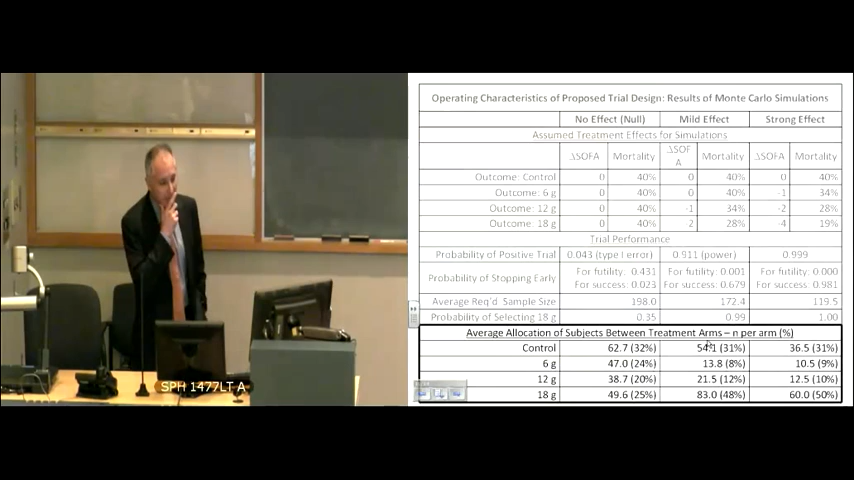 Operating Characteristics of Proposed Trial Design: Results of Monte Carlo Simulations
No Effect (Null) Mild Effect Strong Effect
Assumed Treatment Effects for Simulations
ΔSOFA Mortality ΔSOFA Mortality ΔSOFA Mortality
Outcome: Control 0 40% 0 40% 0 40%
Outcome: 6 g 0 40% 0 40% -1 34%
Outcome: 12 g 0 40% -1 34% -2 28%
Outcome: 18 g 0 40% 2 28% -4 19%
Trial Performance
Probability of Positive Trial 0.043 (type I error) 0.911 (power) 0.999
Probability of Stopping Early For futility: 0.431 For futility: 0.001 For futility: 0.000
For success: 0.023 For success: 0.679 For success: 0.981
Average Req'd Sample Size 198.0 172.4 119.5
Probability of Selecting 18 g 0.35 0.99 1.00
Average Allocation of Subjects Between Treatment Arms – n per arm (%)
Control 62.7 (32%) 54.1 (31%) 36.5 (31%)
6 g 47.0 (24%) 13.8 (8%) 10.5 (9%)
12 g 38.7 (20%) 21.5 (12%) 12.5 (10%)
18 g 49.6 (25%) 83.0 (48%) 60.0 (50%)
SPH 1477LT A